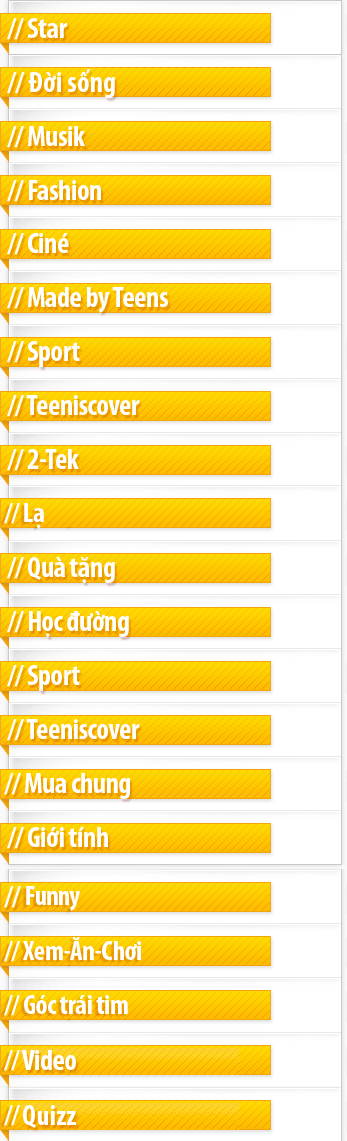 // Star
// Đời sống
// Musik
// Fashion
// Ciné
// Made by Teens
// Sport
// Teeniscover
// 2-Tek
// Lạ
// Quà tặng
// Học đường
// Sport
// Teeniscover
// Mua chung
// Giới tính
// Funny
// Xem-Ăn-Chơi
// Góc trái tim
// Video
// Quizz